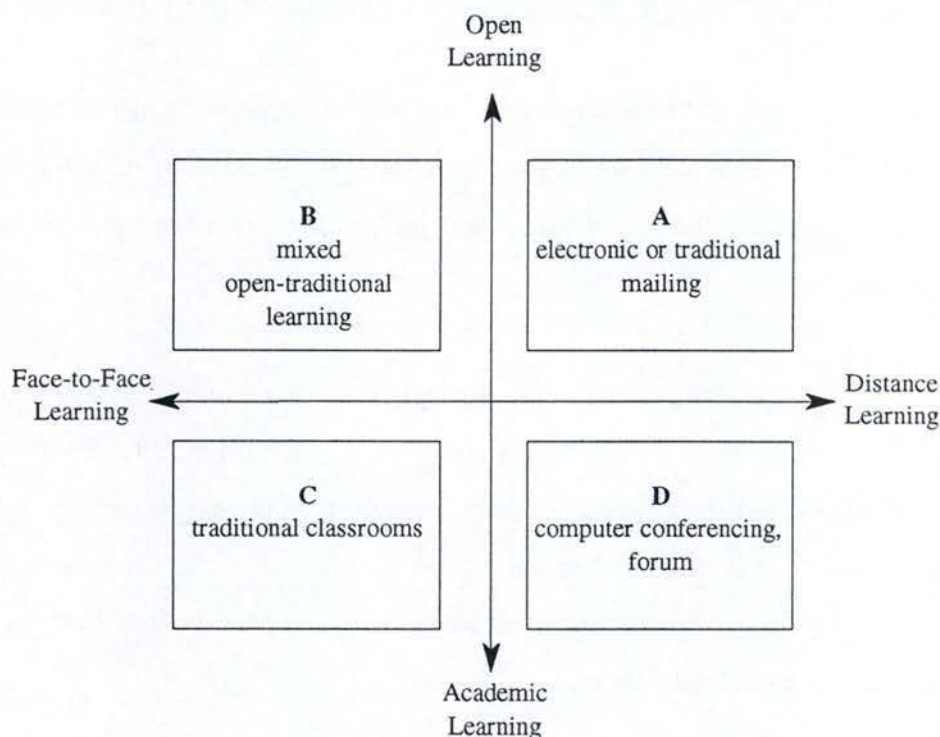 Open
Learning
B
mixed
open-traditional
learning
A
electronic or traditional
mailing
Face-to-Face
Learning
Distance
Learning
C
traditional classrooms
D
computer conferencing,
forum
Academic
Learning